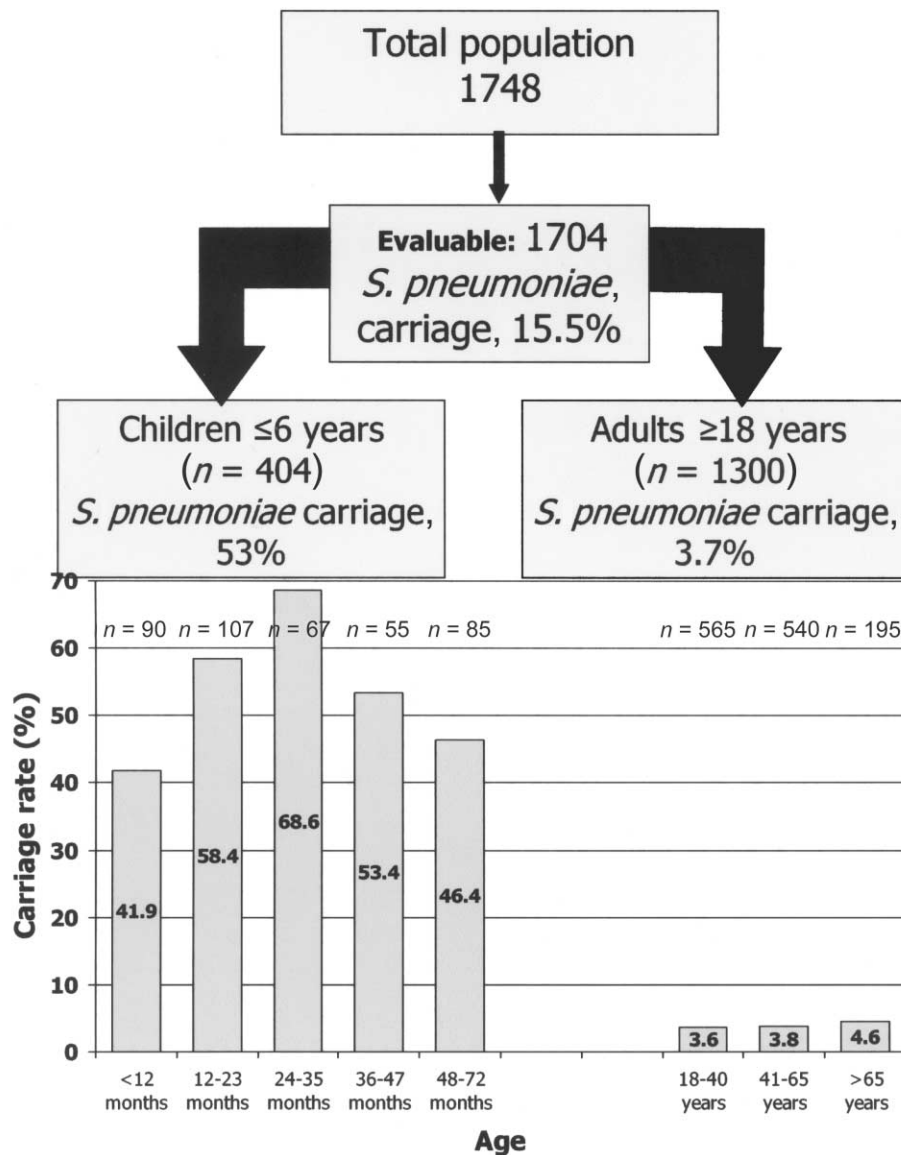 Total population
1748
Evaluable: 1704
S. pneumoniae,
carriage, 15.5%
Children ≤6 years
(n = 404)
S. pneumoniae carriage,
53%
Adults ≥18 years
(n = 1300)
S. pneumoniae carriage,
3.7%
70
60
50
40
30
20
10
0
Carriage rate (%)
n = 90 n = 107 n = 67 n = 55 n = 85 n = 565 n = 540 n = 195
41.9
58.4
68.6
53.4
46.4
3.6
3.8
4.6
<12
months
12-23
months
24-35
months
36-47
months
48-72
months
18-40
years
41-65
years
>65
years
Age